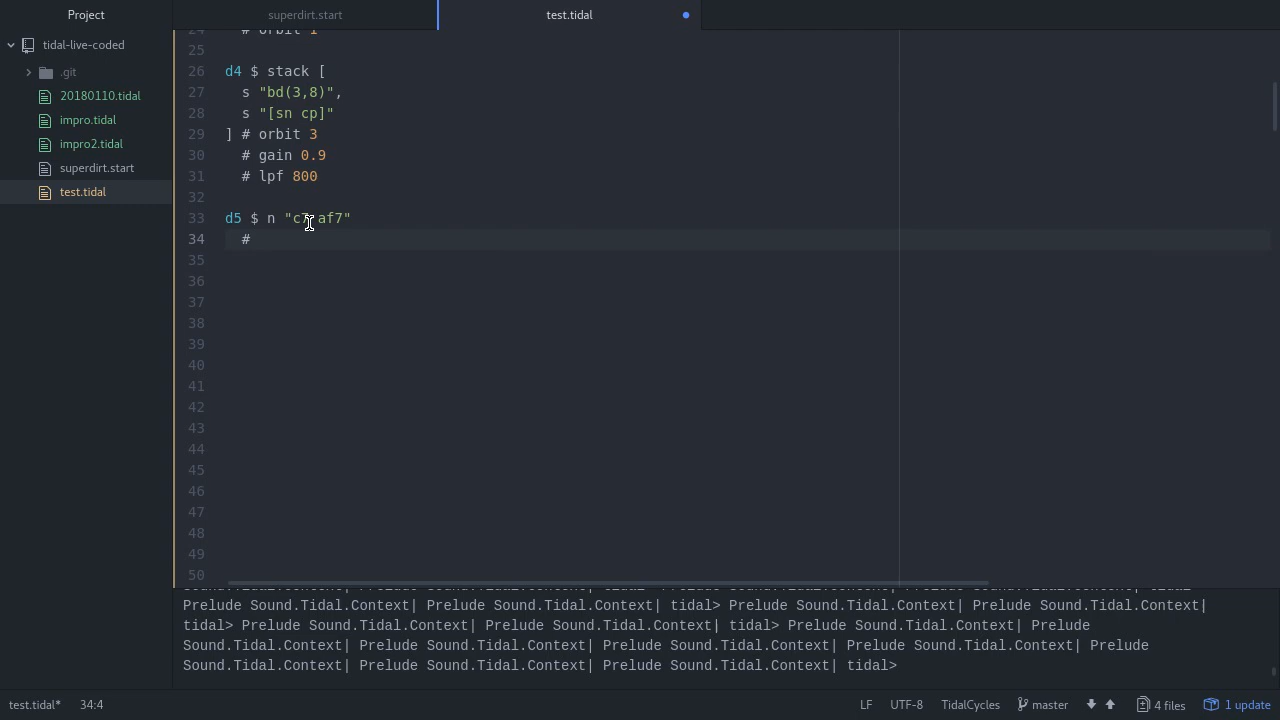 Project
superdirt.start
test.tidal
tidal-live-coded
.git
20180110.tidal
impro.tidal
impro2.tidal
superdirt.start
test.tidal
24 # orbit 1
25
26 d4 $ stack [
27 s "bd(3,8)",
28 s "[sn cp]"
29 ] # orbit 3
30 # gain 0.9
31 # lpf 800
32
33 d5 $ n "c7 af7"
34 #
35
36
37
38
39
40
41
42
43
44
45
46
47
48
49
50
Prelude Sound.Tidal.Context| Prelude Sound.Tidal.Context| tidal> Prelude Sound.Tidal.Context| Prelude Sound.Tidal.Context|
tidal> Prelude Sound.Tidal.Context| Prelude Sound.Tidal.Context| tidal> Prelude Sound.Tidal.Context| Prelude
Sound.Tidal.Context| Prelude Sound.Tidal.Context| Prelude Sound.Tidal.Context| Prelude Sound.Tidal.Context| Prelude
Sound.Tidal.Context| Prelude Sound.Tidal.Context| Prelude Sound.Tidal.Context| tidal>
test.tidal* 34:4 LF UTF-8 TidalCycles master 4 files 1 update